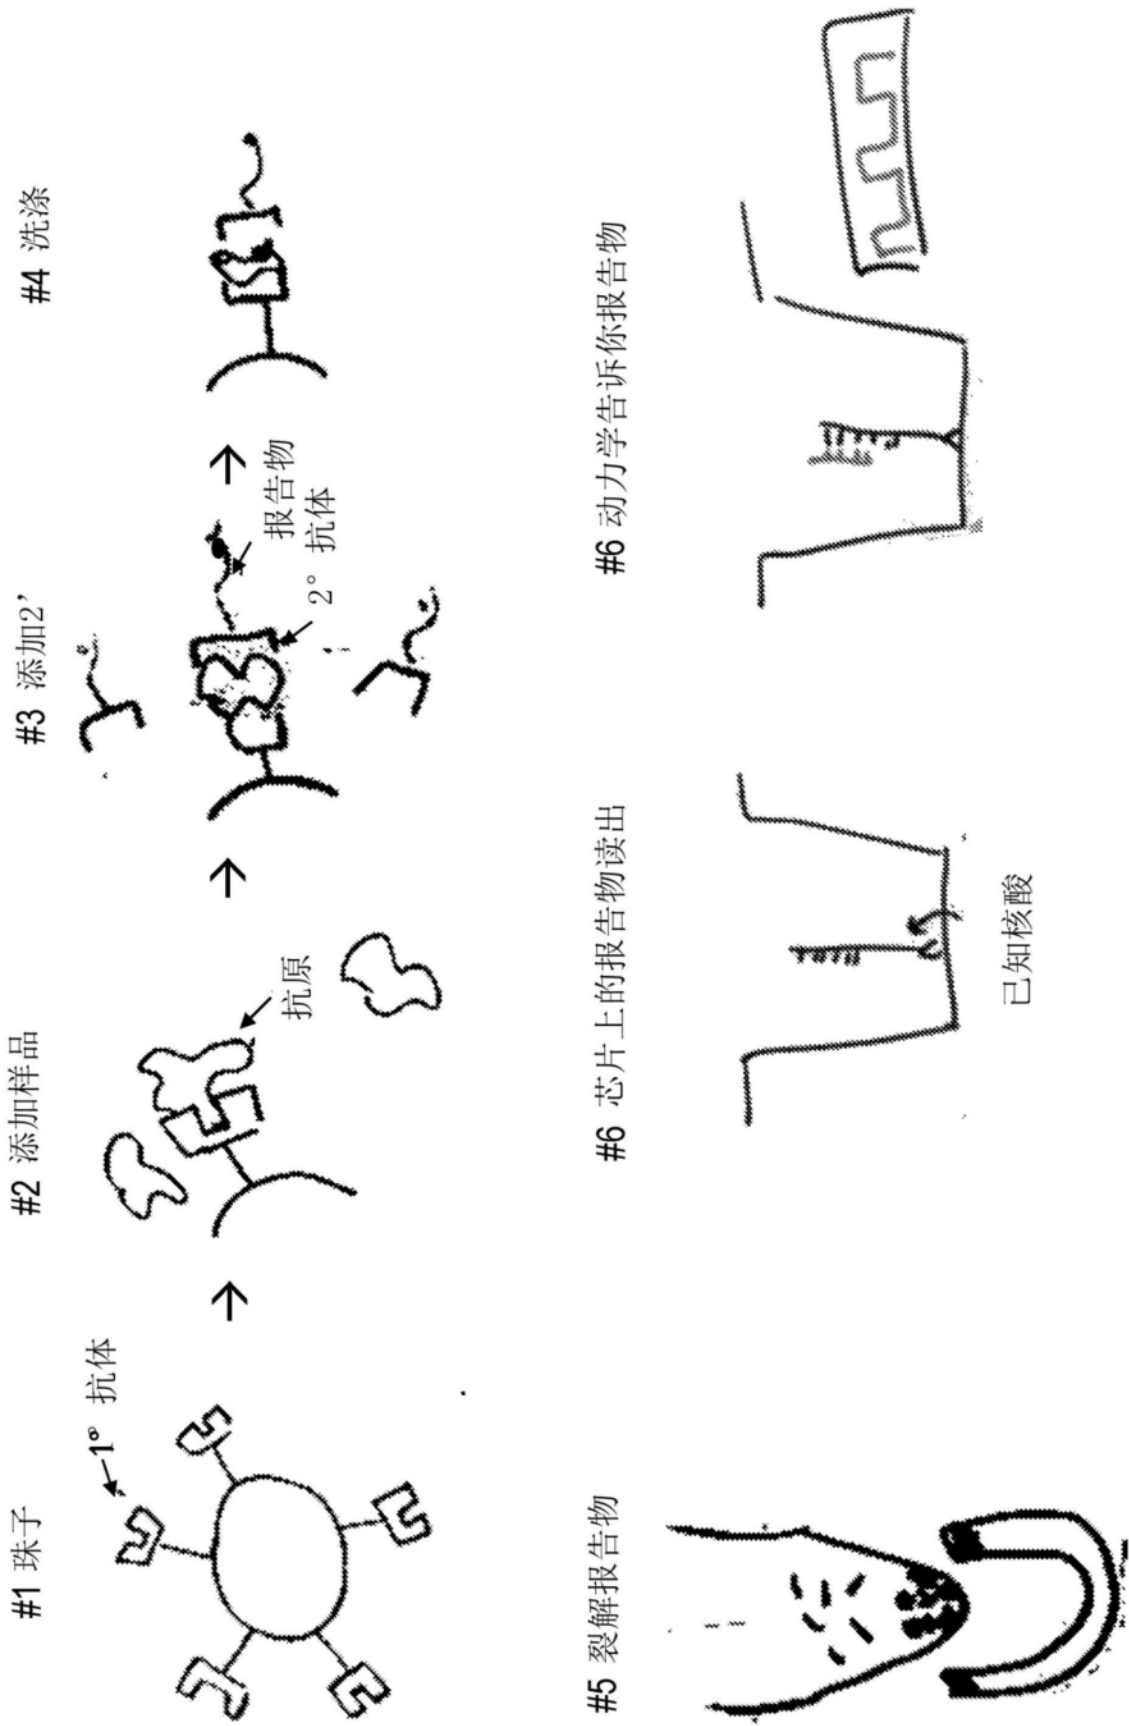 #1 珠子
1° 抗体
#2 添加样品
抗原
#3 添加2’
报告物
2° 抗体
#4 洗涤
#5 裂解报告物
#6 芯片上的报告物读出
已知核酸
#6 动力学告诉你报告物